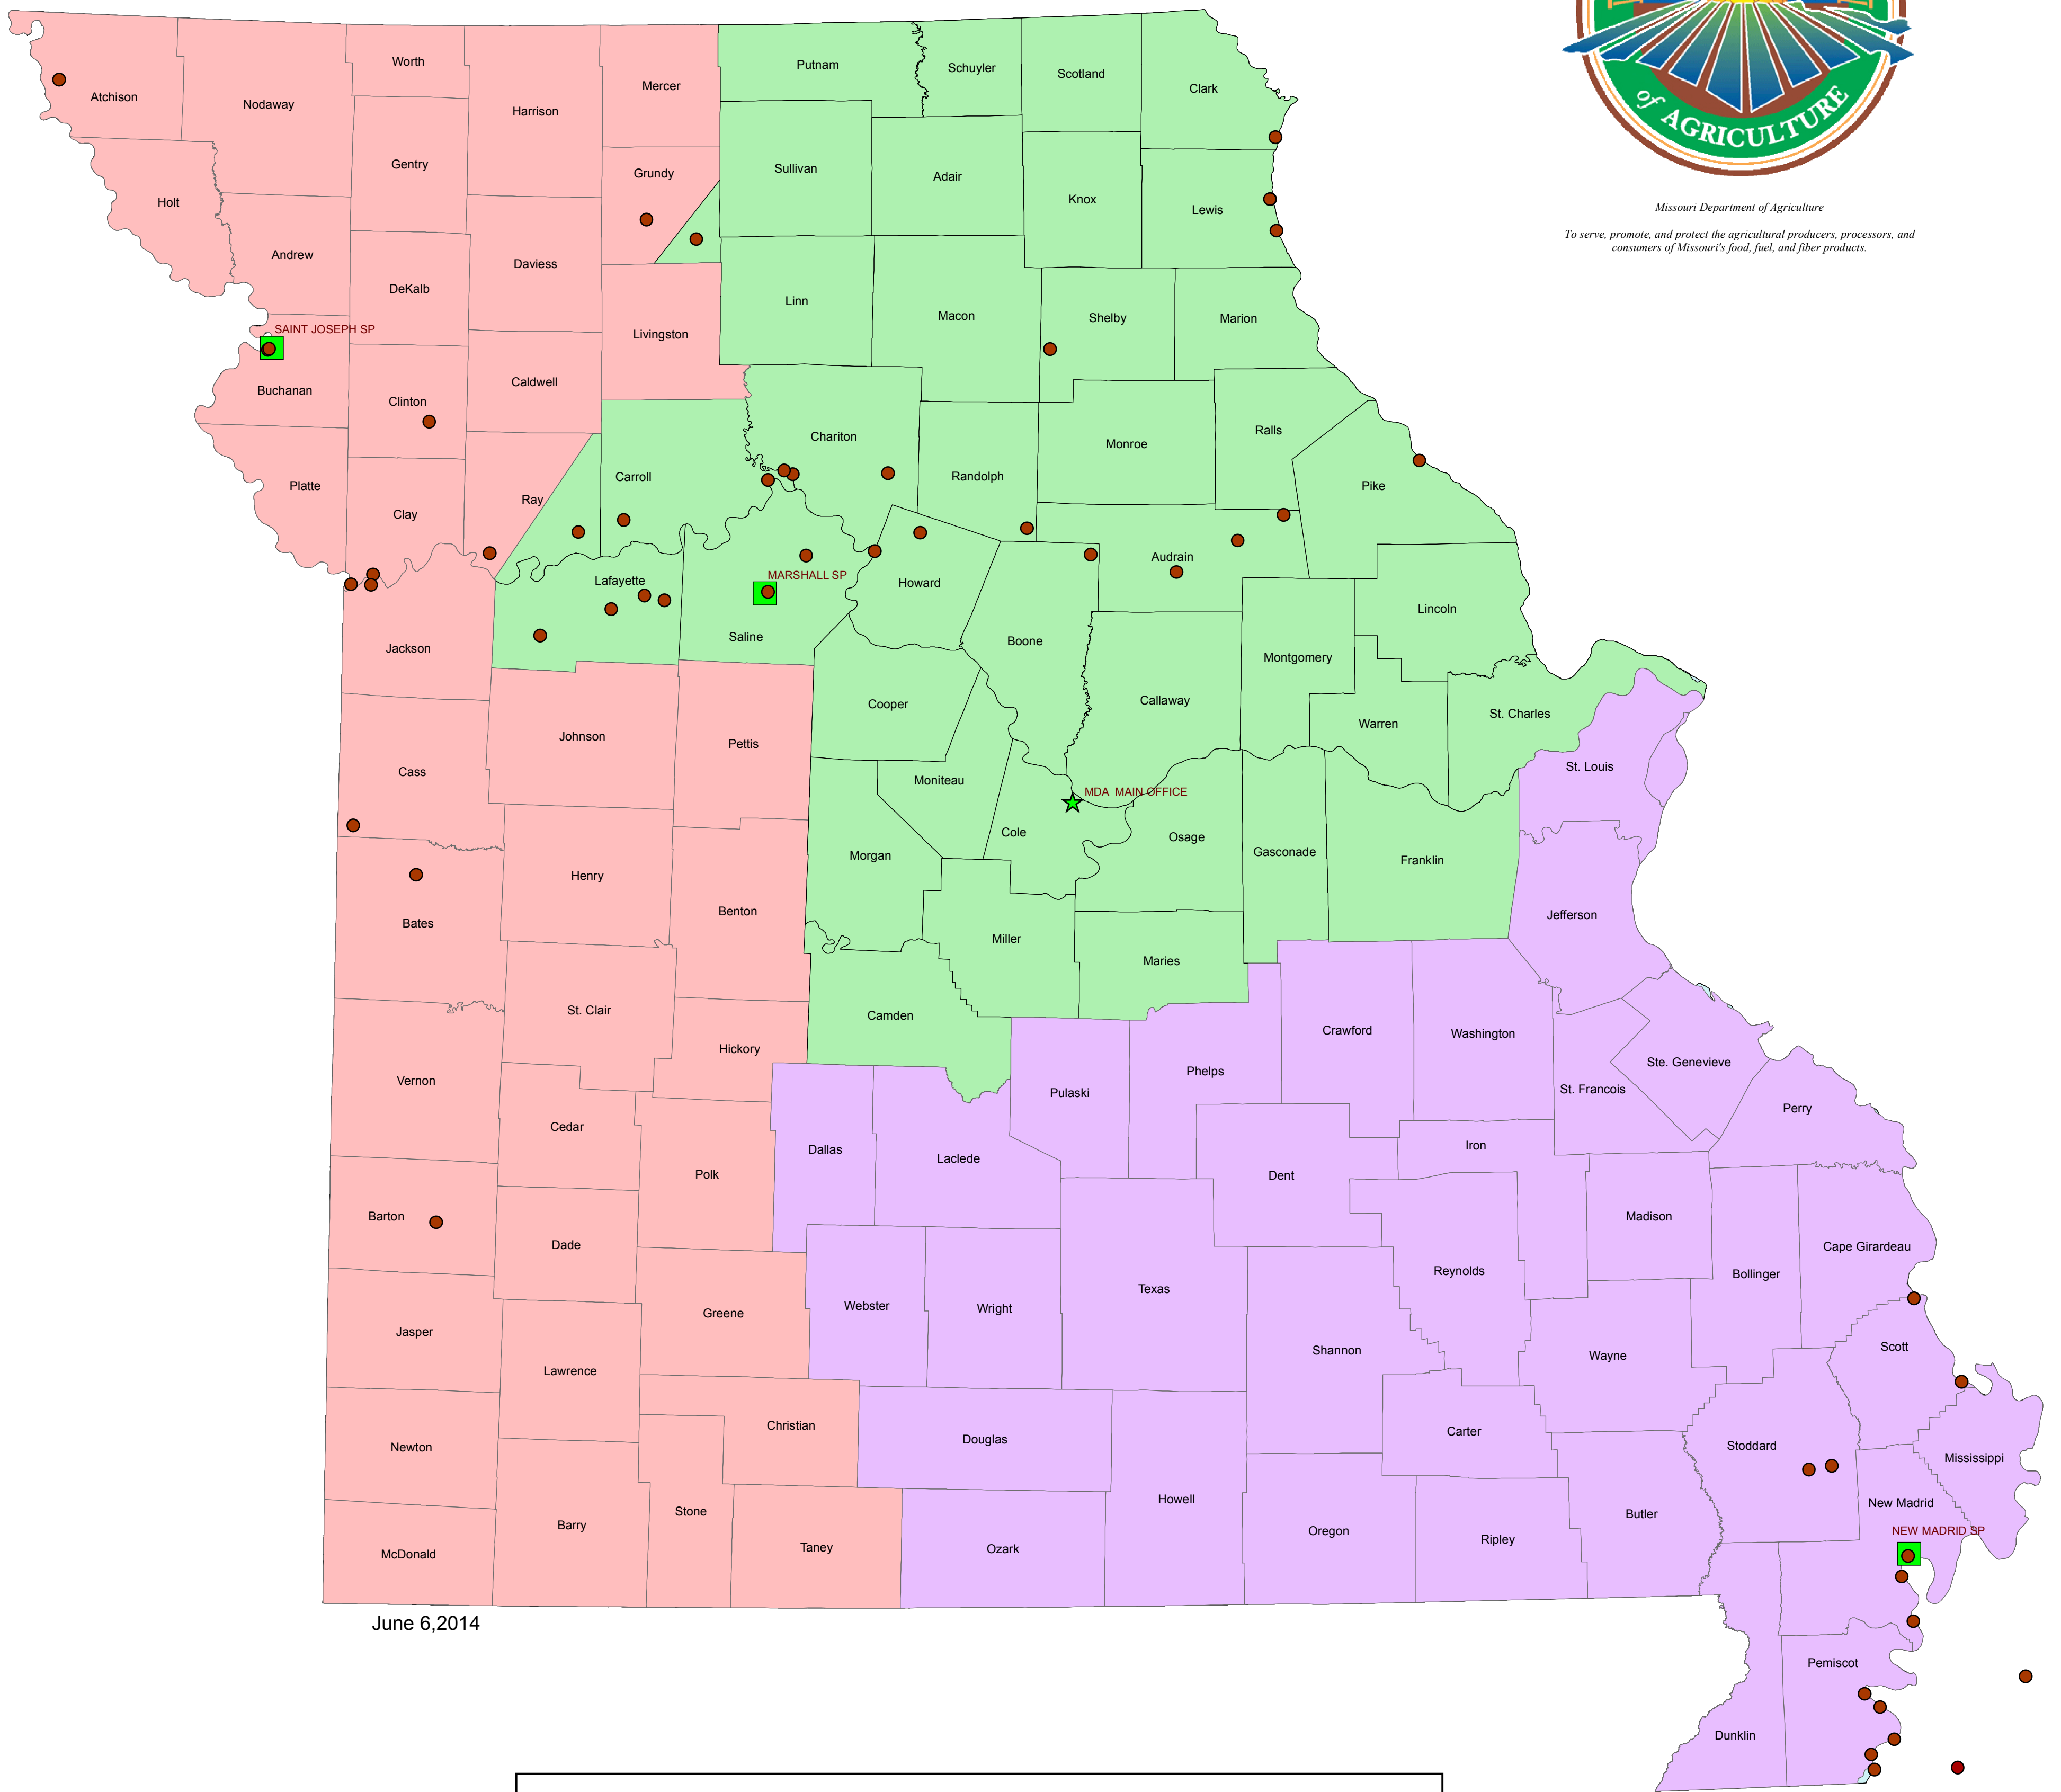 of AGRICULTURE
Missouri Department of Agriculture
To serve, promote, and protect the agricultural producers, processors, and
consumers of Missouri's food, fuel, and fiber products.
Worth
Putnam
Schuyler
Scotland
Clark
Mercer
Atchison
Nodaway
Harrison
Gentry
Grundy
Sullivan
Adair
Knox
Lewis
Holt
Andrew
DeKalb
Daviess
Linn
Macon
Shelby
Marion
SAINT JOSEPH SP
Livingston
Buchanan
Clinton
Caldwell
Chariton
Monroe
Ralls
Platte
Clay
Ray
Carroll
Randolph
Pike
Lafayette
MARSHALL SP
Howard
Audrain
Lincoln
Jackson
Saline
Boone
Montgomery
Cooper
Callaway
Warren
St. Charles
Johnson
Pettis
Cass
Moniteau
St. Louis
MDA MAIN OFFICE
Cole
Osage
Gasconade
Franklin
Morgan
Henry
Benton
Bates
Miller
Maries
Jefferson
St. Clair
Camden
Crawford
Washington
Hickory
Vernon
Pulaski
Phelps
St. Francois
Ste. Genevieve
Perry
Cedar
Dallas
Laclede
Iron
Polk
Dent
Barton
Dade
Madison
Cape Girardeau
Reynolds
Bollinger
Texas
Jasper
Greene
Webster
Wright
Shannon
Wayne
Scott
Lawrence
Newton
Christian
Douglas
Carter
Stoddard
Mississippi
McDonald
Barry
Stone
Taney
Ozark
Howell
Oregon
Ripley
Butler
New Madrid
NEW MADRID SP
June 6,2014
Pemiscot
Dunklin